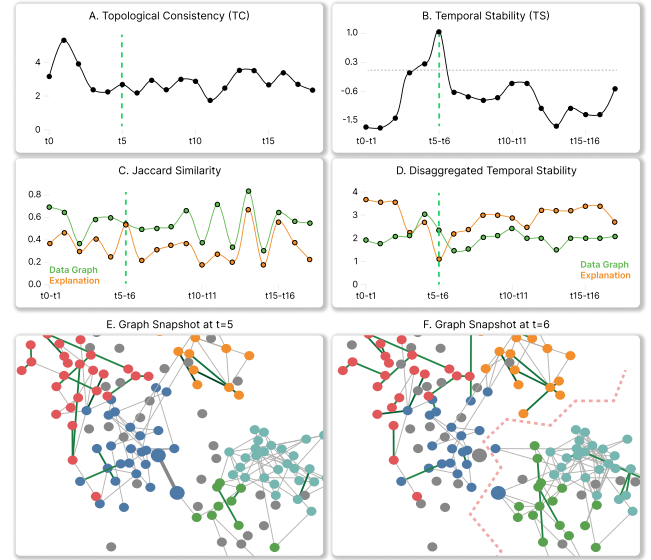 A. Topological Consistency (TC)
4
2
0
t0
t5
t10
t15
B. Temporal Stability (TS)
1.0
0.3
-0.6
-1.5
t0-t1
t5-t6
t10-t11
t15-t16
C. Jaccard Similarity
0.8
0.6
0.4
0.2
0.0
Data Graph
Explanation
t0-t1
t5-t6
t10-t11
t15-t16
D. Disaggregated Temporal Stability
4
3
2
1
0
Data Graph
Explanation
t0-t1
t5-t6
t10-t11
t15-t16
E. Graph Snapshot at t=5
F. Graph Snapshot at t=6